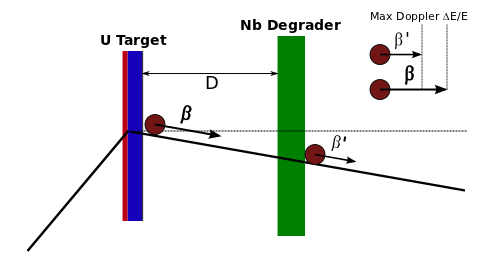 Max Doppler ΔE/E
Nb Degrader
U Target
β'
β
D
β
β'